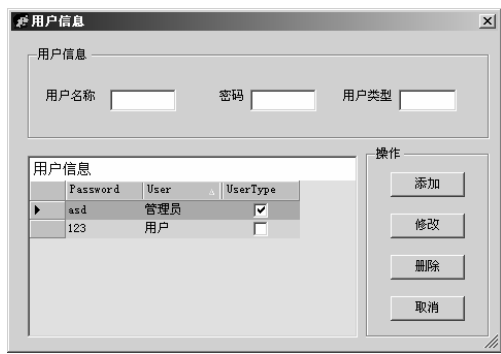 用户信息
用户信息
用户名称 密码 用户类型
用户信息
Password User UserType
asd 管理员
123 用户
操作
添加
修改
删除
取消